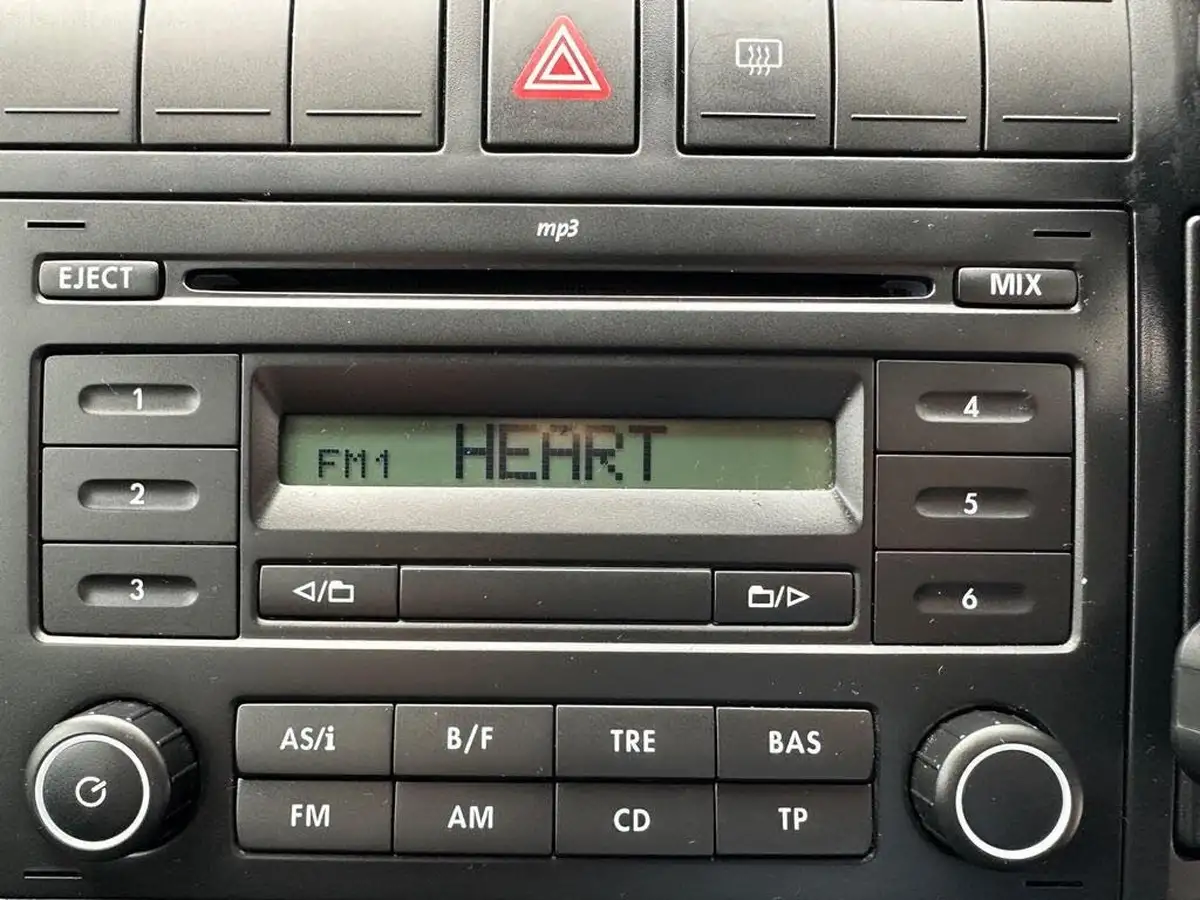 mp3
EJECT
MIX
1
4
FM1 HEART
2
5
3
6
AS/i B/F TRE BAS
FM AM CD TP